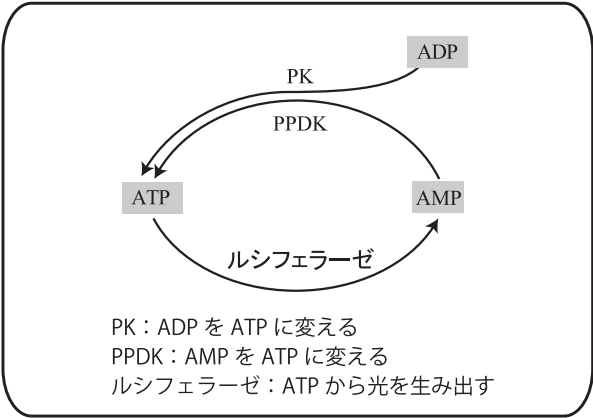 ADP
PK
PPDK
ATP
AMP
ルシフェラーゼ
PK：ADP を ATP に変える
PPDK：AMP を ATP に変える
ルシフェラーゼ：ATP から光を生み出す